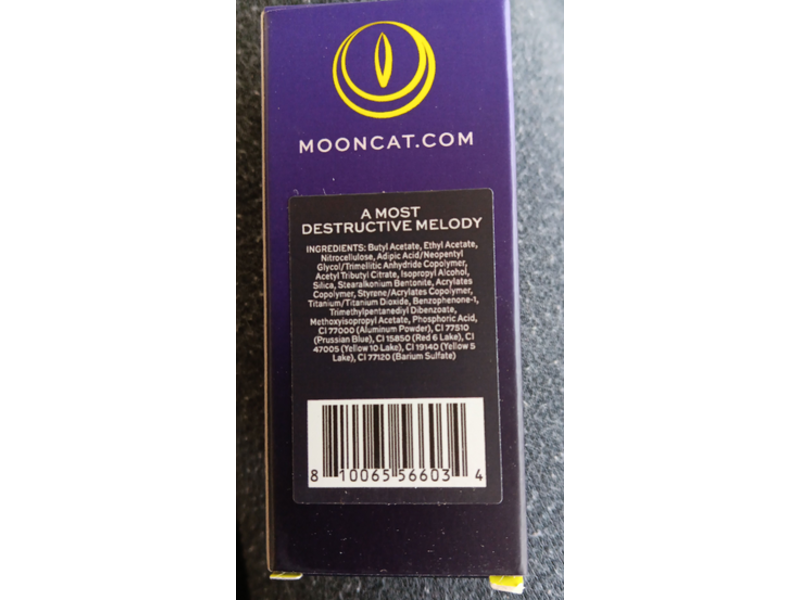 MOONCAT.COM
A MOST
DESTRUCTIVE MELODY
INGREDIENTS: Butyl Acetate, Ethyl Acetate,
Nitrocellulose, Adipic Acid/Neopentyl
Glycol/Trimellitic Anhydride Copolymer,
Acetyl Tributyl Citrate, Isopropyl Alcohol,
Silica, Stearalkonium Bentonite, Acrylates
Copolymer, Styrene/Acrylates Copolymer,
Titanium/Titanium Dioxide, Benzophenone-1,
Trimethylpentanediyl Dibenzoate,
Methoxyisopropyl Acetate, Phosphoric Acid,
CI 77000 (Aluminum Powder), CI 77510
(Prussian Blue), CI 15850 (Red 6 Lake), CI
47005 (Yellow 10 Lake), CI 19140 (Yellow 5
Lake), CI 77120 (Barium Sulfate)
8 10065 56603 4